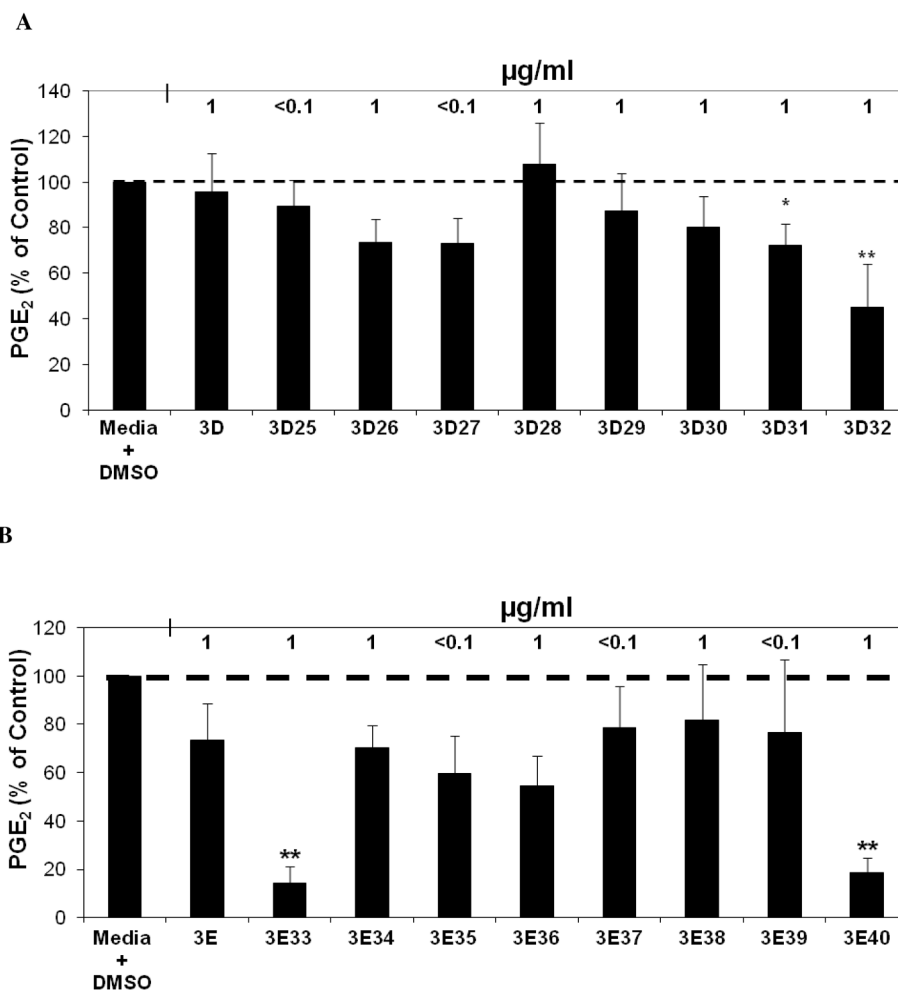 A
µg/ml
140
1 <0.1 1 <0.1 1 1 1 1 1
120
100
80
*
60
**
40
20
0
PGE₂ (% of Control)
Media + DMSO
3D 3D25 3D26 3D27 3D28 3D29 3D30 3D31 3D32
B
µg/ml
120
1 1 1 <0.1 1 <0.1 1 <0.1 1
100
80
60
40
20
** **
0
PGE₂ (% of Control)
Media + DMSO
3E 3E33 3E34 3E35 3E36 3E37 3E38 3E39 3E40